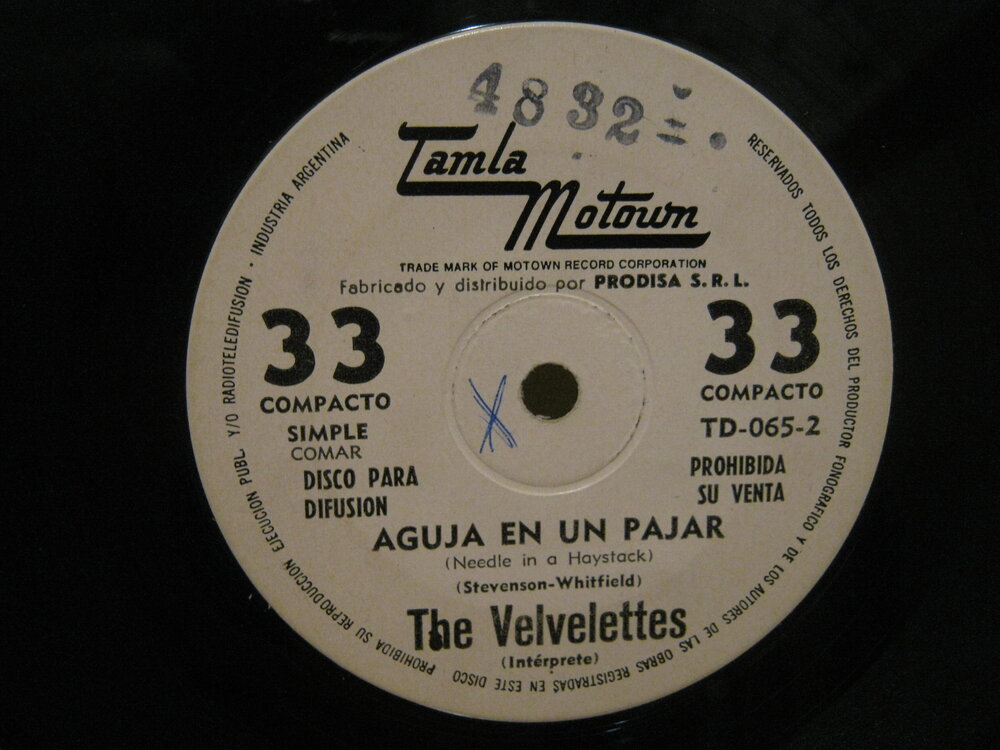 4832=.
Tamla
Motown
TRADE MARK OF MOTOWN RECORD CORPORATION
Fabricado y distribuido por PRODISA S.R.L.
33
COMPACTO
SIMPLE
COMAR
DISCO PARA
DIFUSION
33
COMPACTO
TD-065-2
PROHIBIDA
SU VENTA
X
AGUJA EN UN PAJAR
(Needle in a Haystack)
(Stevenson-Whitfield)
The Velvelettes
(Intérprete)
INDUSTRIA ARGENTINA
RESERVADOS TODOS LOS DERECHOS DEL PRODUCTOR FONOGRAFICO Y DE LOS AUTORES DE LAS OBRAS REGISTRADAS EN ESTE DISCO
PROHIBIDA SU REPRODUCCION EJECUCION PUBL Y/O RADIOTELEDIFUSION •